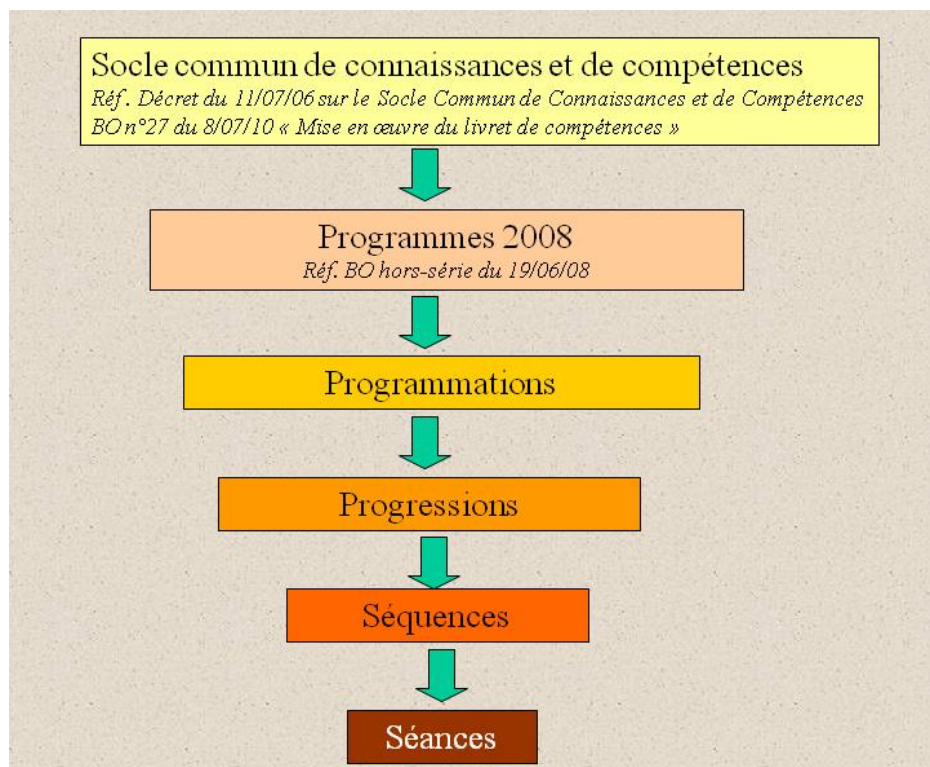 Socle commun de connaissances et de compétences
Réf. Décret du 11/07/06 sur le Socle Commun de Connaissances et de Compétences
BO n°27 du 8/07/10 « Mise en œuvre du livret de compétences »
Programmes 2008
Réf. BO hors-série du 19/06/08
Programmations
Progressions
Séquences
Séances